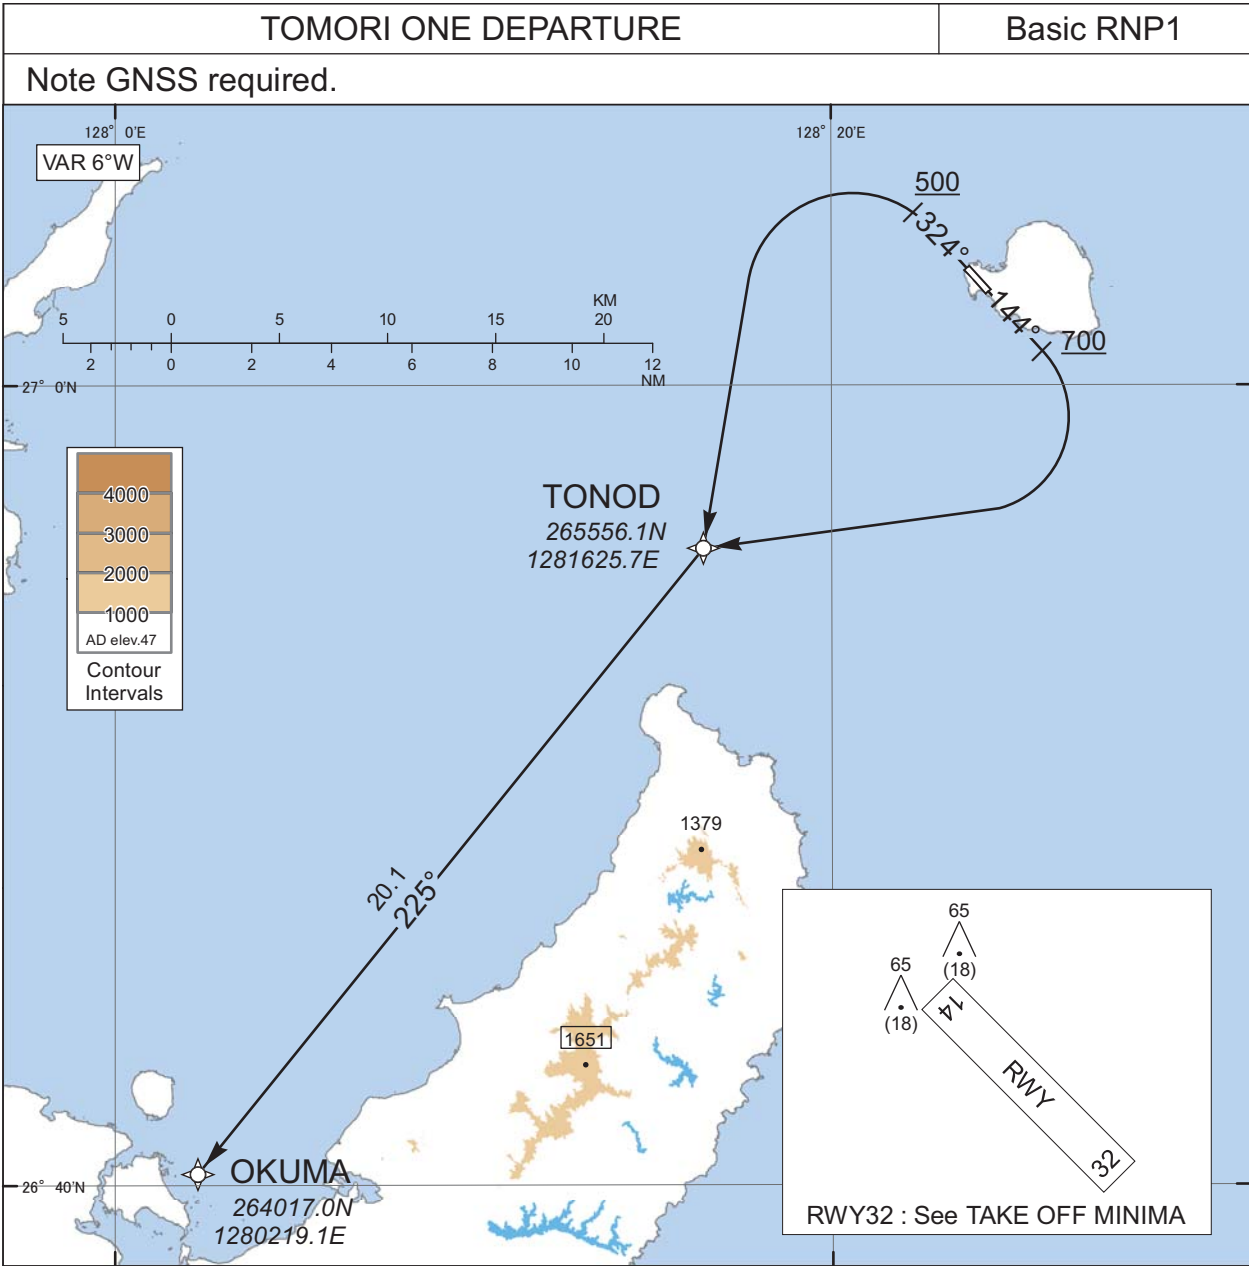 TOMORI ONE DEPARTURE
Basic RNP1
Note GNSS required.
128° 0'E
128° 20'E
VAR 6°W
500
324°
144°
700
KM
5 0 5 10 15 20
2 0 2 4 6 8 10 12
NM
27° 0'N
4000
3000
2000
1000
AD elev.47
Contour
Intervals
TONOD
265556.1N
1281625.7E
1379
20.1
225°
1651
65
(18)
65
(18)
14
RWY
32
RWY32 : See TAKE OFF MINIMA
26° 40'N
OKUMA
264017.0N
1280219.1E